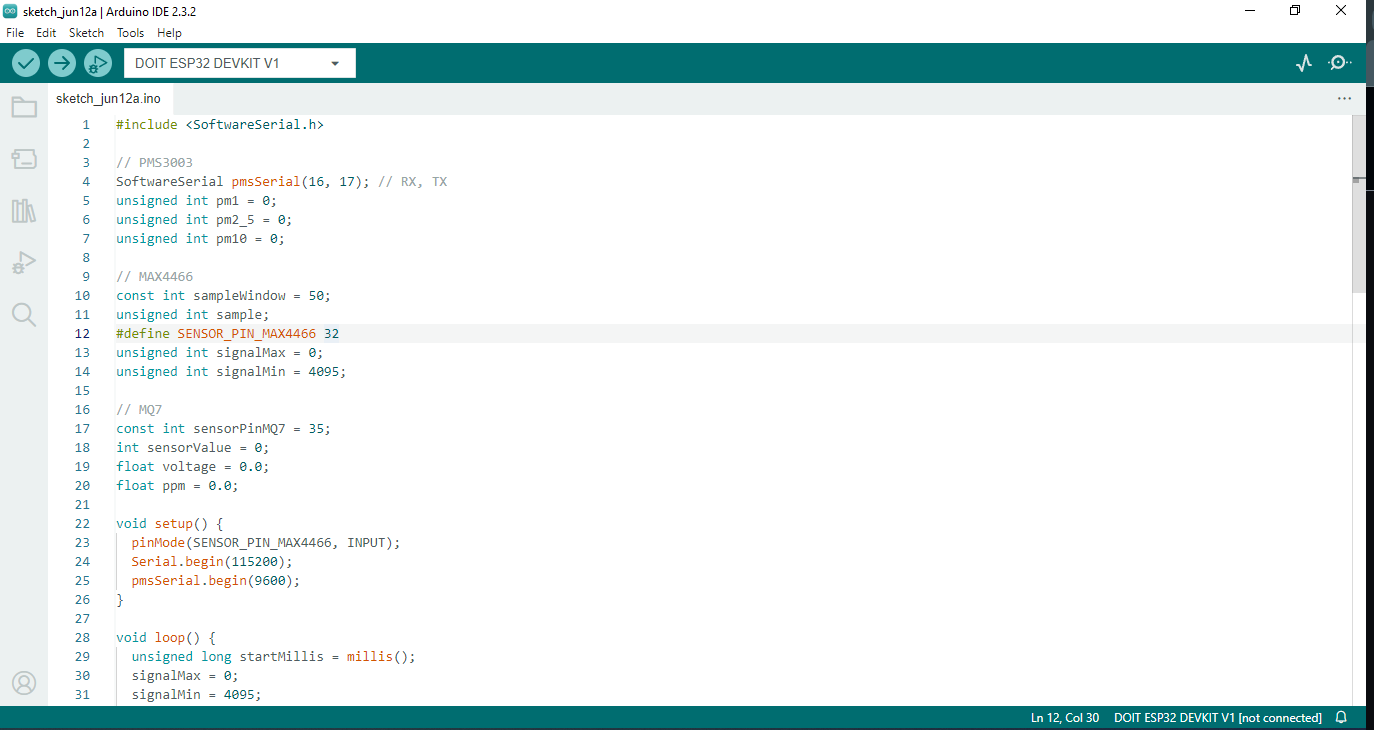 sketch_jun12a | Arduino IDE 2.3.2
File Edit Sketch Tools Help
DOIT ESP32 DEVKIT V1
sketch_jun12a.ino
1 #include <SoftwareSerial.h>
2
3 // PMS3003
4 SoftwareSerial pmsSerial(16, 17); // RX, TX
5 unsigned int pm1 = 0;
6 unsigned int pm2_5 = 0;
7 unsigned int pm10 = 0;
8
9 // MAX4466
10 const int sampleWindow = 50;
11 unsigned int sample;
12 #define SENSOR_PIN_MAX4466 32
13 unsigned int signalMax = 0;
14 unsigned int signalMin = 4095;
15
16 // MQ7
17 const int sensorPinMQ7 = 35;
18 int sensorValue = 0;
19 float voltage = 0.0;
20 float ppm = 0.0;
21
22 void setup() {
23 pinMode(SENSOR_PIN_MAX4466, INPUT);
24 Serial.begin(115200);
25 pmsSerial.begin(9600);
26 }
27
28 void loop() {
29 unsigned long startMillis = millis();
30 signalMax = 0;
31 signalMin = 4095;
Ln 12, Col 30 DOIT ESP32 DEVKIT V1 [not connected]